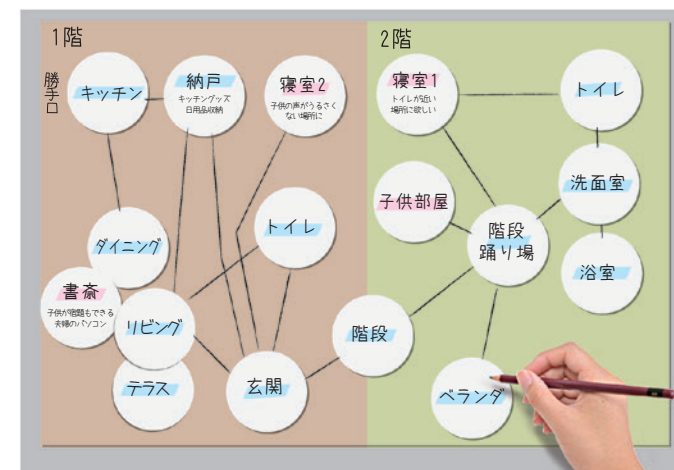 1階
2階
勝手口
キッチン
納戸
キッチングッズ
日用品収納
寝室2
子供の声がうるさく
ない場所に
寝室1
トイレが近い
場所に欲しい
トイレ
子供部屋
洗面室
トイレ
階段
踊り場
ダイニング
浴室
書斎
子供が宿題もできる
夫婦のパソコン
リビング
階段
テラス
玄関
ベランダ